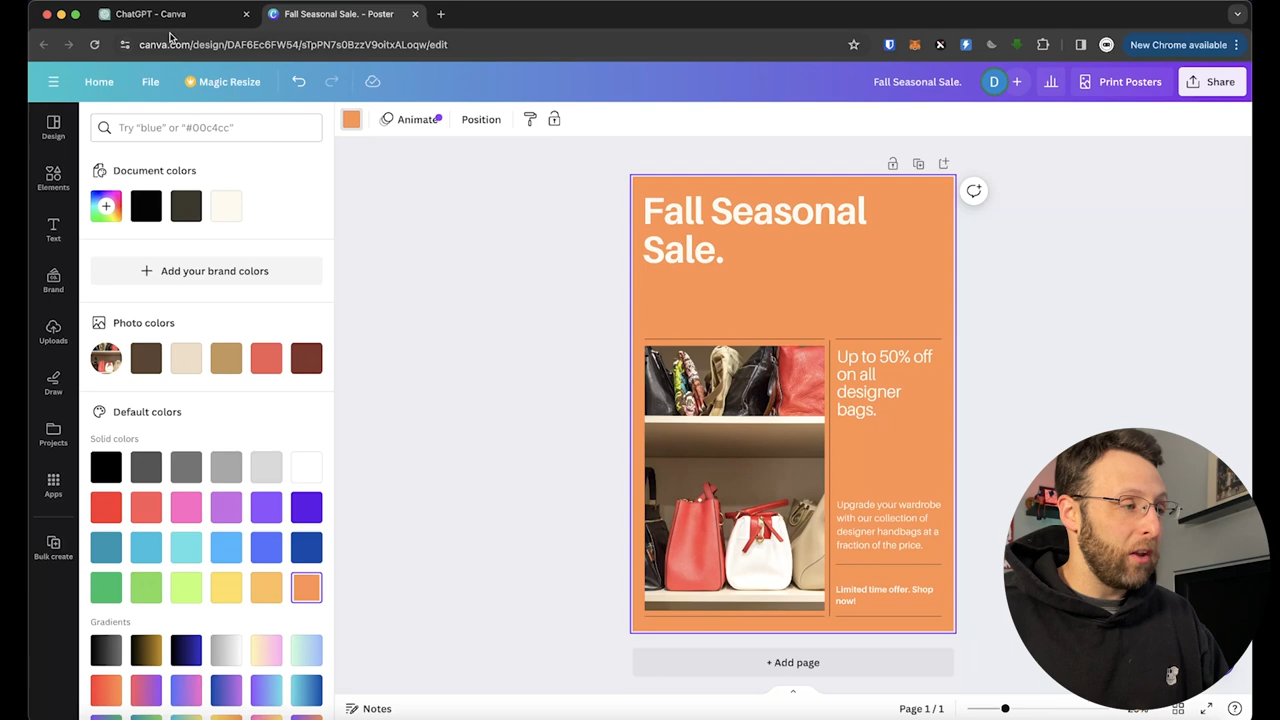 ChatGPT - Canva
Fall Seasonal Sale. - Poster
canva.com/design/DAF6Ec6FW54/sTpPN7s0BzzV9oitxALoqw/edit
New Chrome available
Home
File
Magic Resize
Fall Seasonal Sale.
D
Print Posters
Share
Design
Elements
Text
Brand
Uploads
Draw
Projects
Apps
Bulk create
Try “blue” or “#00c4cc”
Document colors
Add your brand colors
Photo colors
Default colors
Solid colors
Gradients
Animate
Position
Fall Seasonal
Sale.
Up to 50% off
on all
designer
bags.
Upgrade your wardrobe
with our collection of
designer handbags at a
fraction of the price.
Limited time offer. Shop
now!
+ Add page
Notes
Page 1 / 1